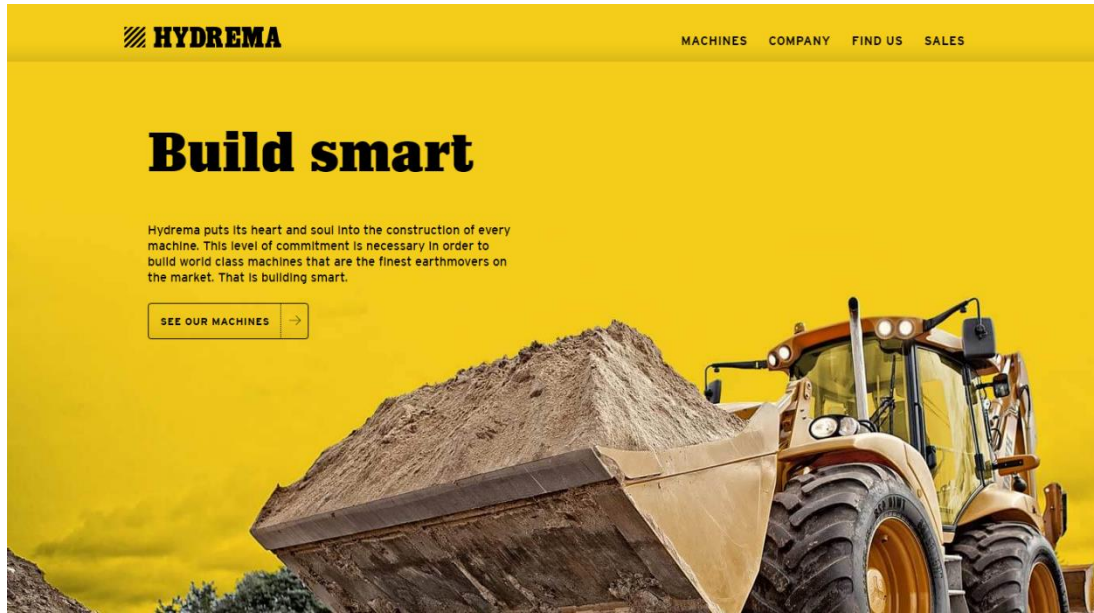 HYDREMA
MACHINES COMPANY FIND US SALES
Build smart
Hydrema puts its heart and soul into the construction of every
machine. This level of commitment is necessary in order to
build world class machines that are the finest earthmovers on
the market. That is building smart.
SEE OUR MACHINES